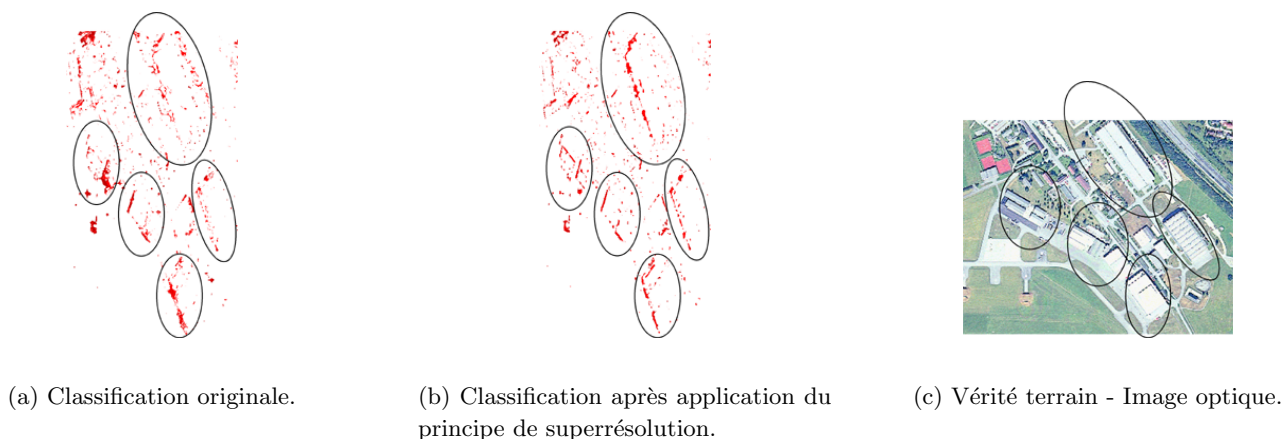 (a) Classification originale.
(b) Classification après application du
principe de superrésolution.
(c) Vérité terrain - Image optique.